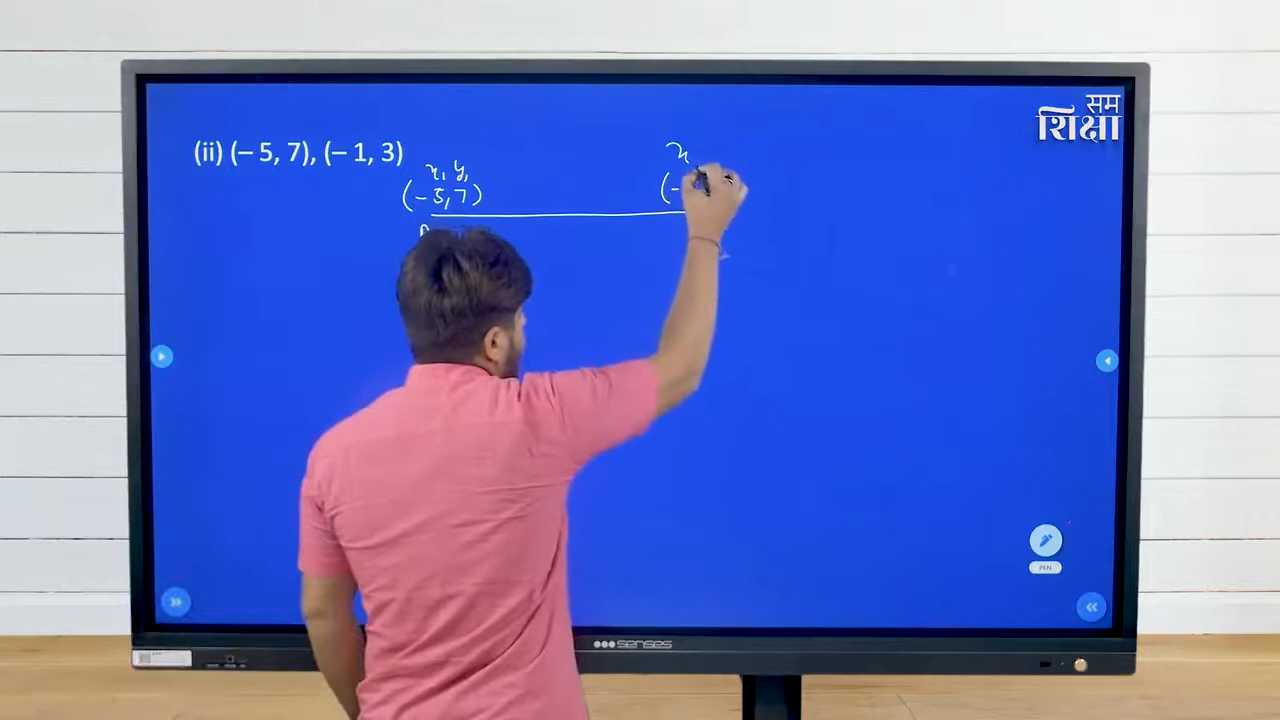 सम
शिक्षा
(ii) (– 5, 7), (– 1, 3)
x₁ y₁
(-5,7)
x
(-
A
PEN
senses